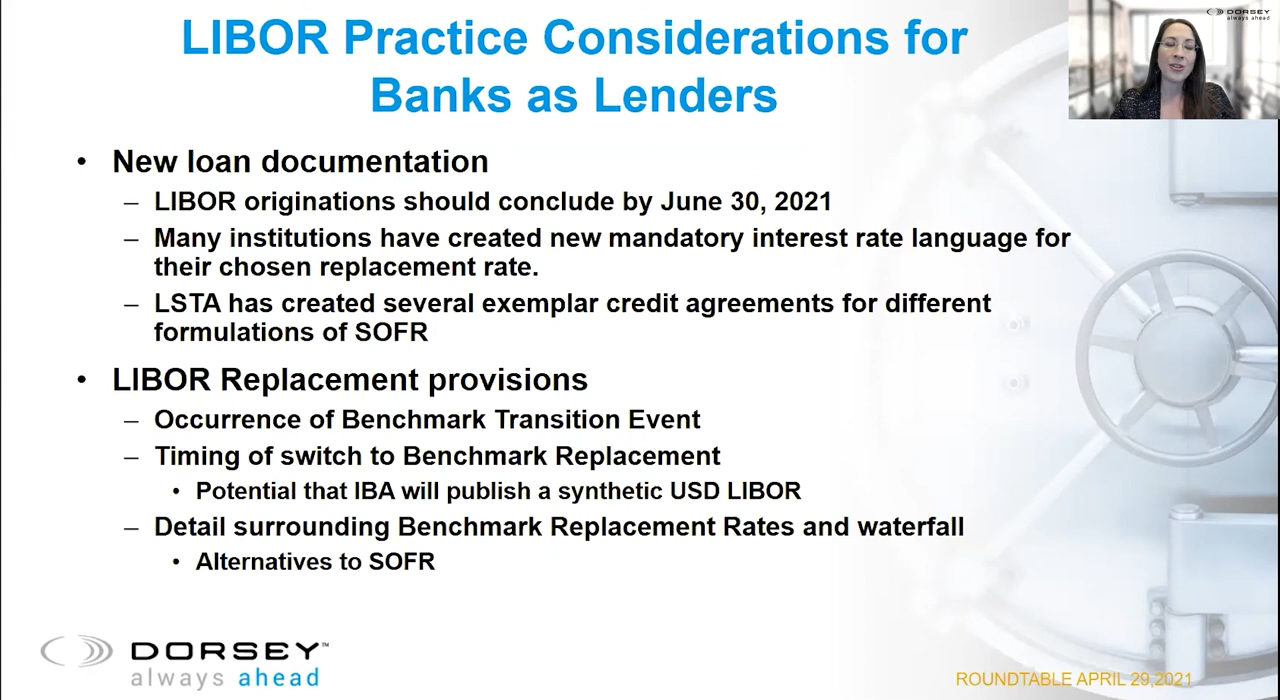 LIBOR Practice Considerations for
Banks as Lenders
DORSEY
always ahead
• New loan documentation
– LIBOR originations should conclude by June 30, 2021
– Many institutions have created new mandatory interest rate language for
their chosen replacement rate.
– LSTA has created several exemplar credit agreements for different
formulations of SOFR
• LIBOR Replacement provisions
– Occurrence of Benchmark Transition Event
– Timing of switch to Benchmark Replacement
• Potential that IBA will publish a synthetic USD LIBOR
– Detail surrounding Benchmark Replacement Rates and waterfall
• Alternatives to SOFR
DORSEY™
always ahead
ROUNDTABLE APRIL 29,2021